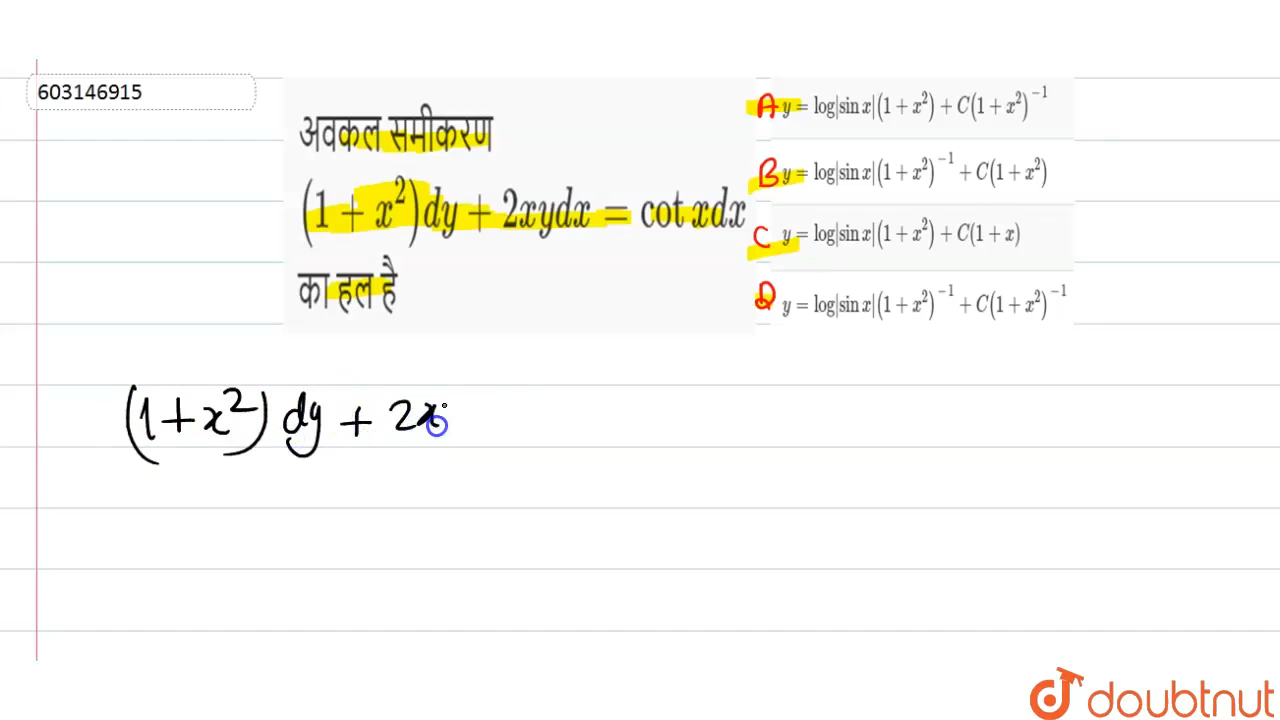 603146915
अवकल समीकरण
(1 + x²)dy + 2xydx = cot xdx
का हल है
A y = log|sin x|(1 + x²) + C(1 + x²)⁻¹
B y = log|sin x|(1 + x²)⁻¹ + C(1 + x²)
C y = log|sin x|(1 + x²) + C(1 + x)
D y = log|sin x|(1 + x²)⁻¹ + C(1 + x²)⁻¹
(1 + x²) dy + 2x
doubtnut